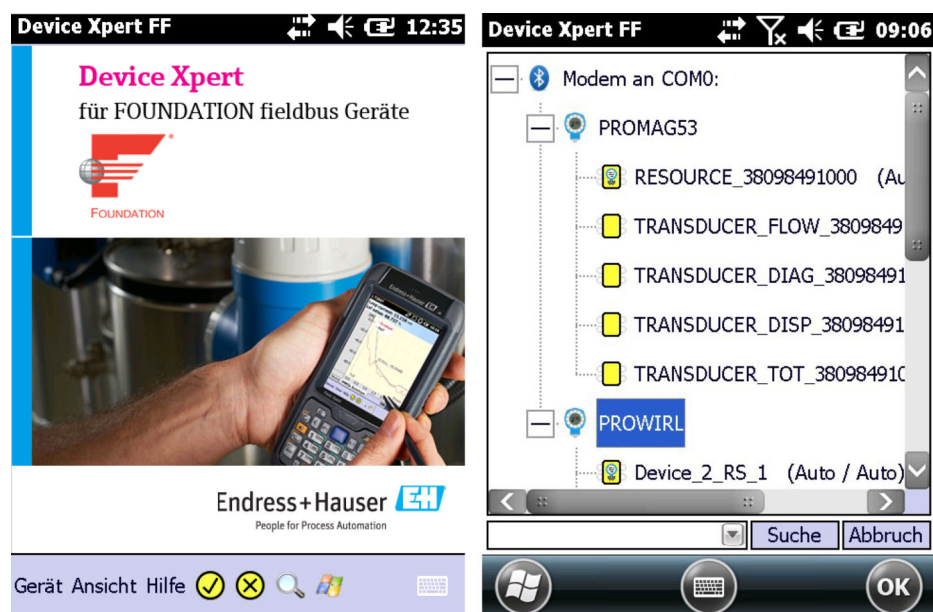 Device Xpert FF 12:35
Device Xpert
für FOUNDATION fieldbus Geräte
FOUNDATION
Endress+Hauser EH
People for Process Automation
Gerät Ansicht Hilfe
Device Xpert FF 09:06
Modem an COM0:
PROMAG53
RESOURCE_38098491000 (Au
TRANSDUCER_FLOW_3809849
TRANSDUCER_DIAG_38098491
TRANSDUCER_DISP_38098491
TRANSDUCER_TOT_380984910
PROWIRL
Device_2_RS_1 (Auto / Auto)
Suche Abbruch
OK